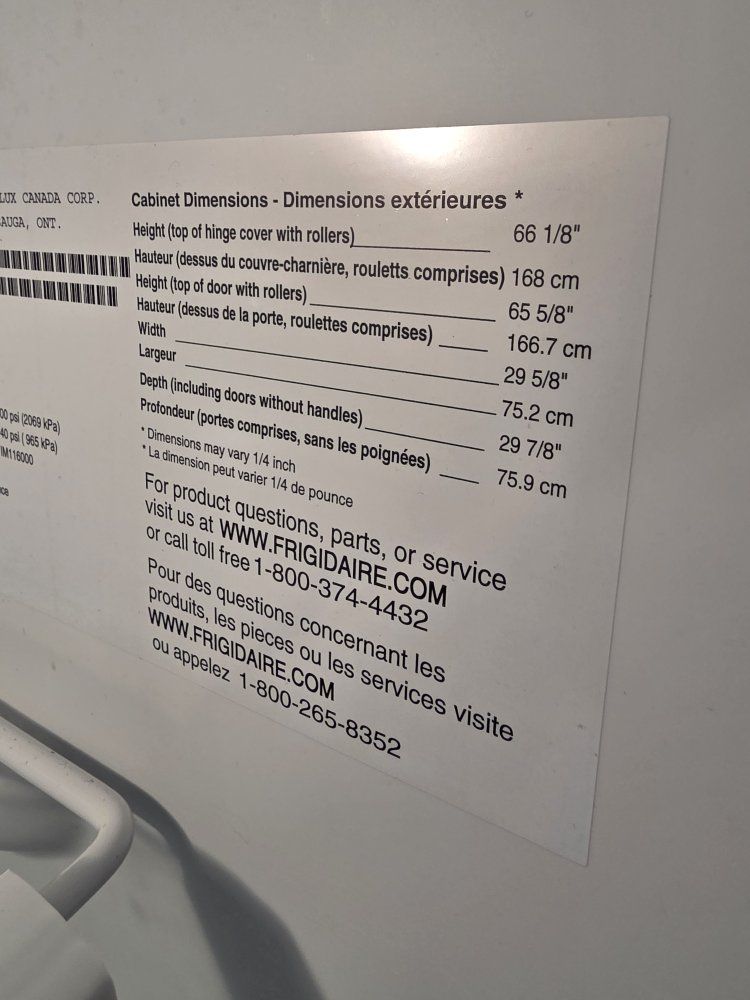 LUX CANADA CORP.
AUGA, ONT.
00 psi (2069 kPa)
40 psi ( 965 kPa)
IM116000
Cabinet Dimensions - Dimensions extérieures *
Height (top of hinge cover with rollers) 66 1/8"
Hauteur (dessus du couvre-charnière, rouletts comprises) 168 cm
Height (top of door with rollers) 65 5/8"
Hauteur (dessus de la porte, roulettes comprises) 166.7 cm
Width 29 5/8"
Largeur 75.2 cm
Depth (including doors without handles) 29 7/8"
Profondeur (portes comprises, sans les poignées) 75.9 cm
* Dimensions may vary 1/4 inch
* La dimension peut varier 1/4 de pounce
For product questions, parts, or service
visit us at WWW.FRIGIDAIRE.COM
or call toll free 1-800-374-4432
Pour des questions concernant les
produits, les pieces ou les services visite
WWW.FRIGIDAIRE.COM
ou appelez 1-800-265-8352